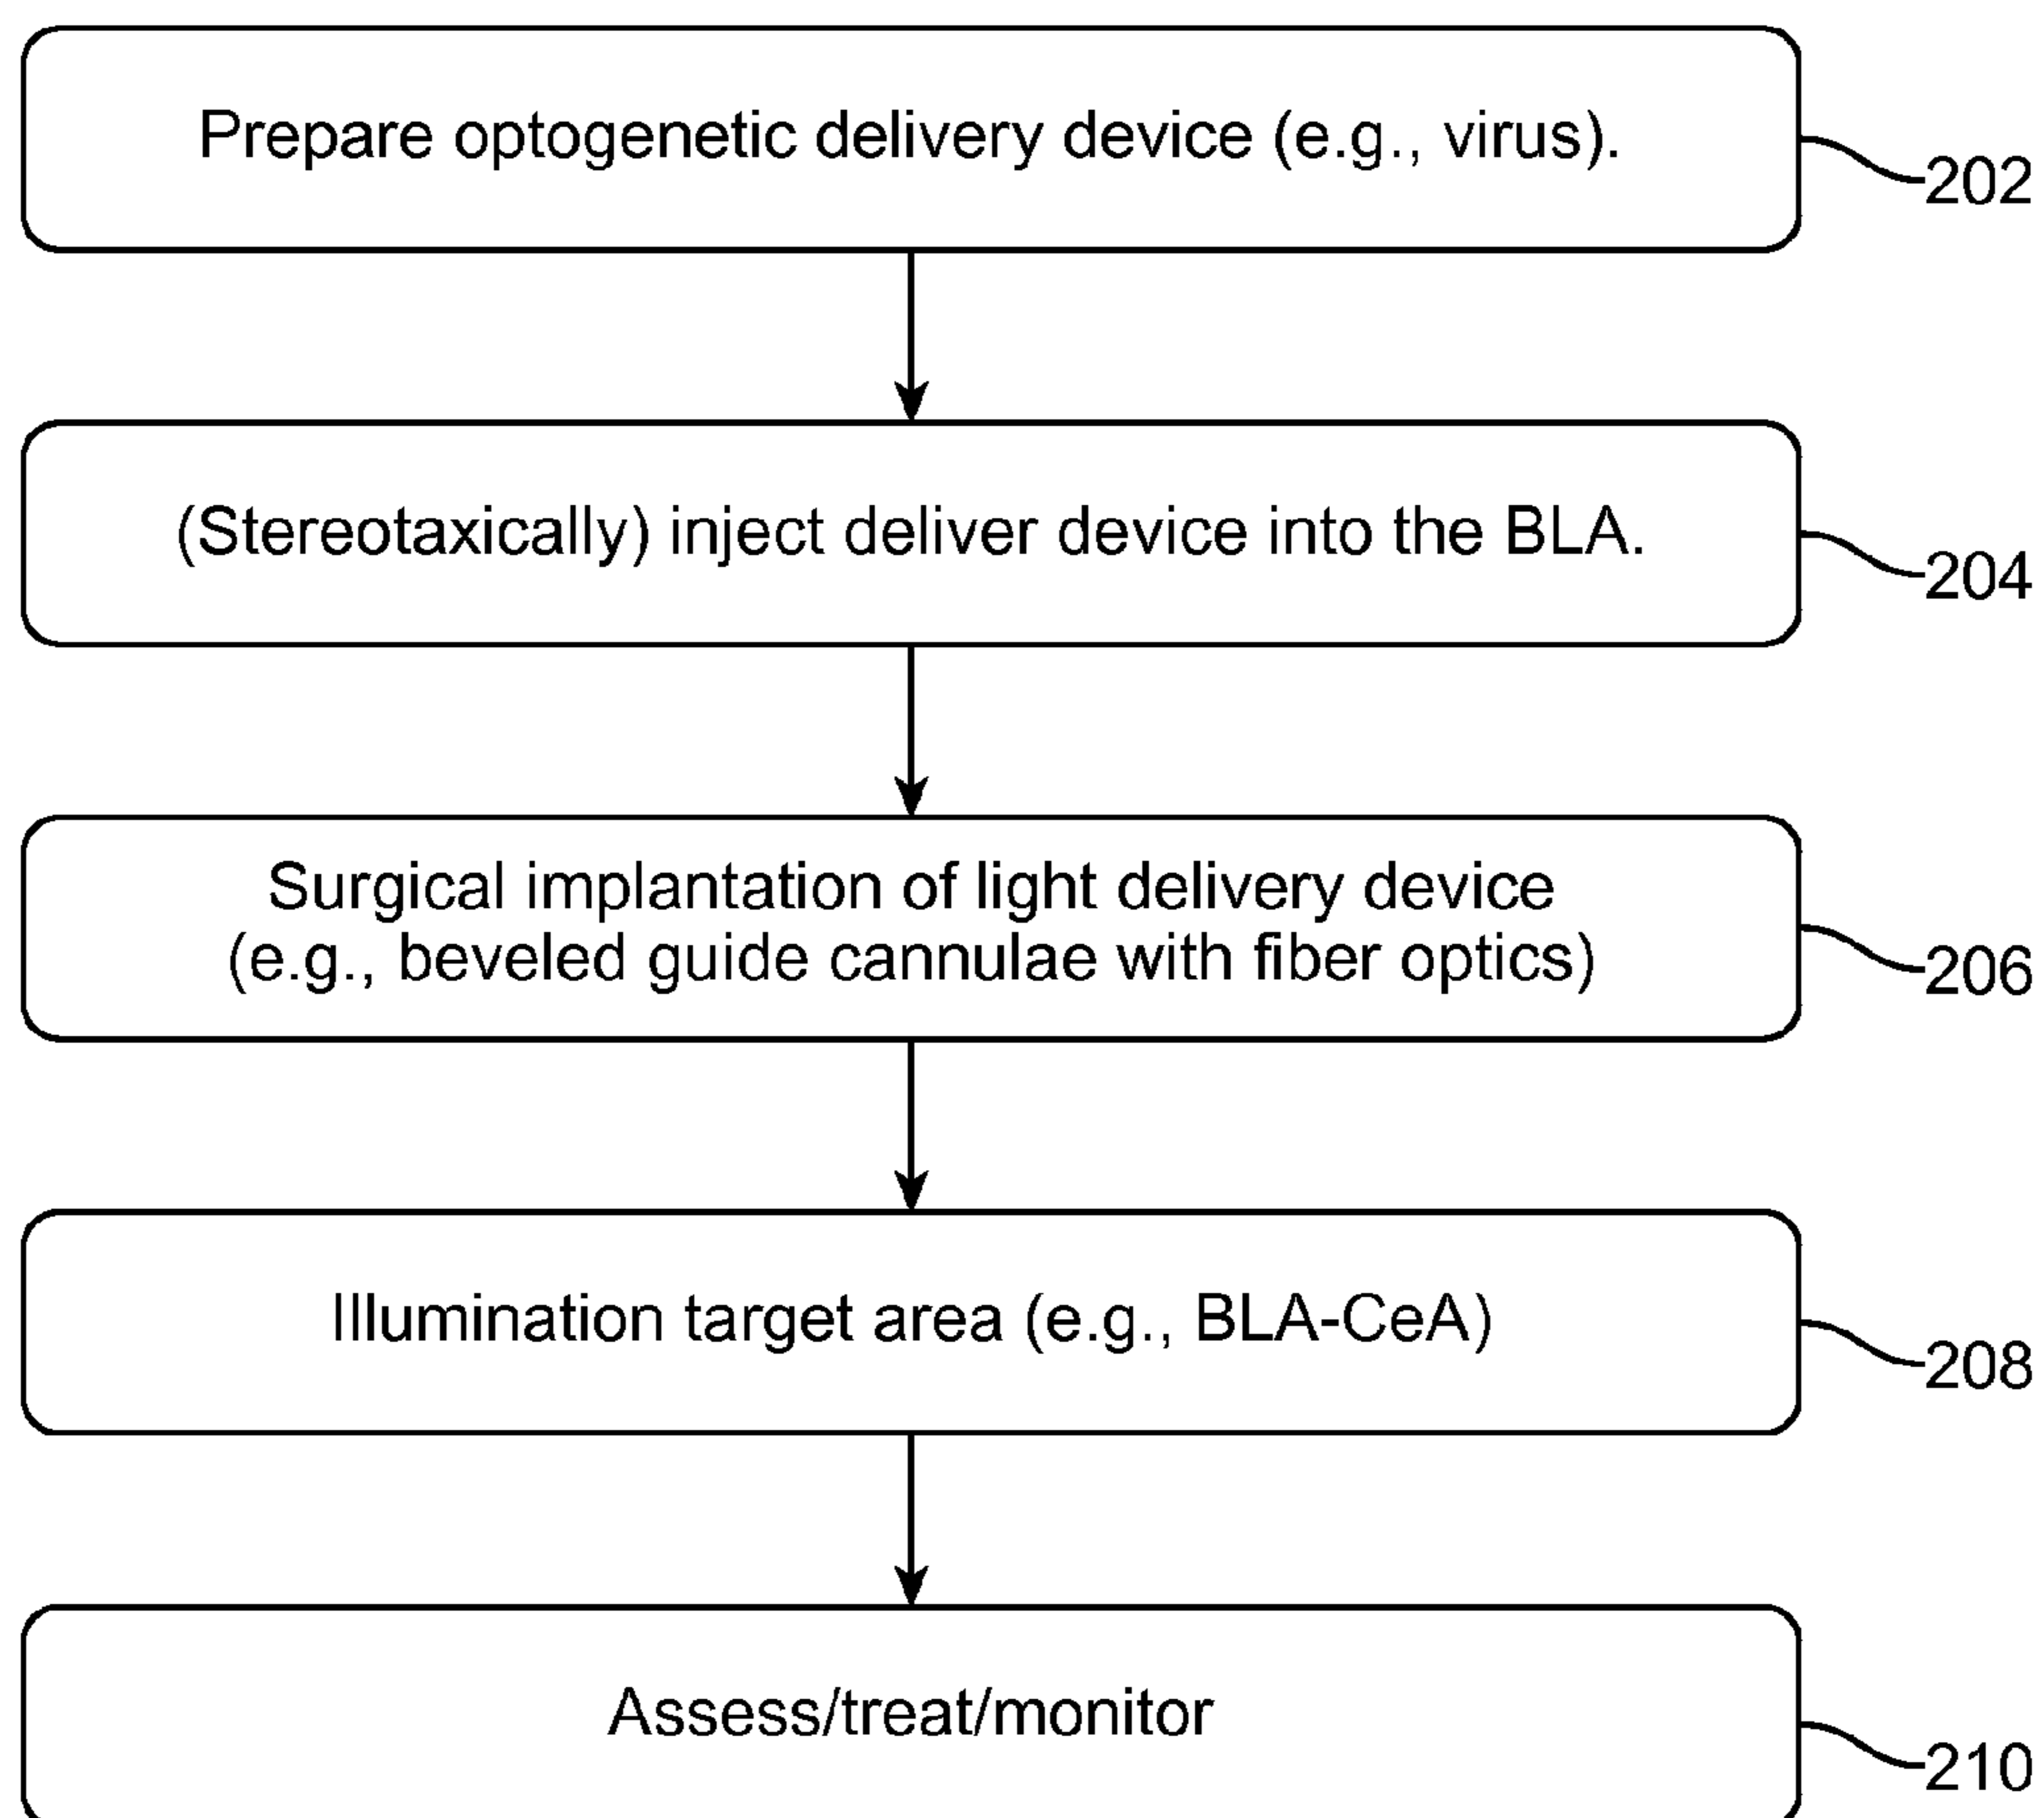 Prepare optogenetic delivery device (e.g., virus).
202
(Stereotaxically) inject deliver device into the BLA.
204
Surgical implantation of light delivery device
(e.g., beveled guide cannulae with fiber optics)
206
Illumination target area (e.g., BLA-CeA)
208
Assess/treat/monitor
210